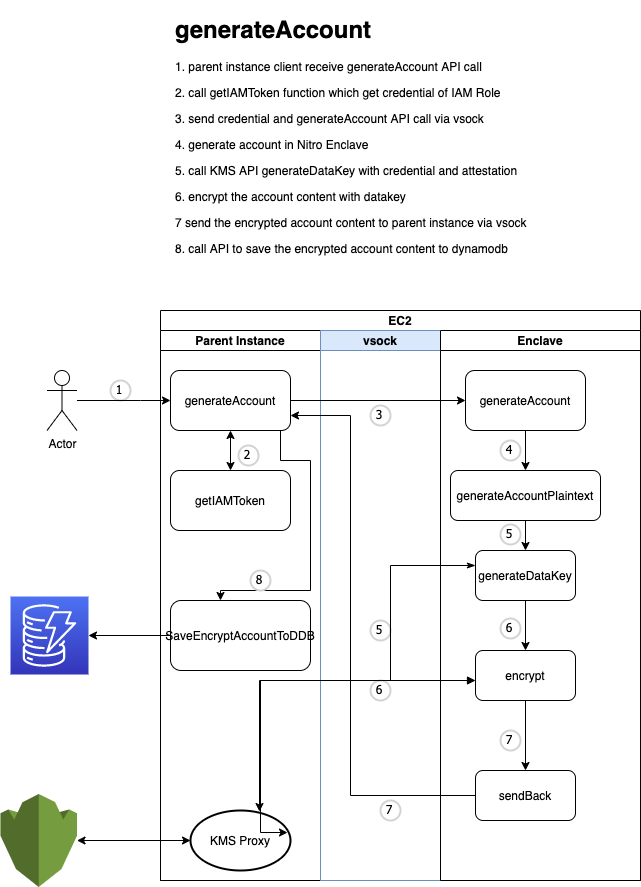 generateAccount
1. parent instance client receive generateAccount API call
2. call getIAMToken function which get credential of IAM Role
3. send credential and generateAccount API call via vsock
4. generate account in Nitro Enclave
5. call KMS API generateDataKey with credential and attestation
6. encrypt the account content with datakey
7 send the encrypted account content to parent instance via vsock
8. call API to save the encrypted account content to dynamodb
EC2
Parent Instance
vsock
Enclave
1
generateAccount
3
generateAccount
Actor
2
4
getIAMToken
generateAccountPlaintext
5
8
generateDataKey
5
6
SaveEncryptAccountToDDB
6
encrypt
7
7
sendBack
KMS Proxy